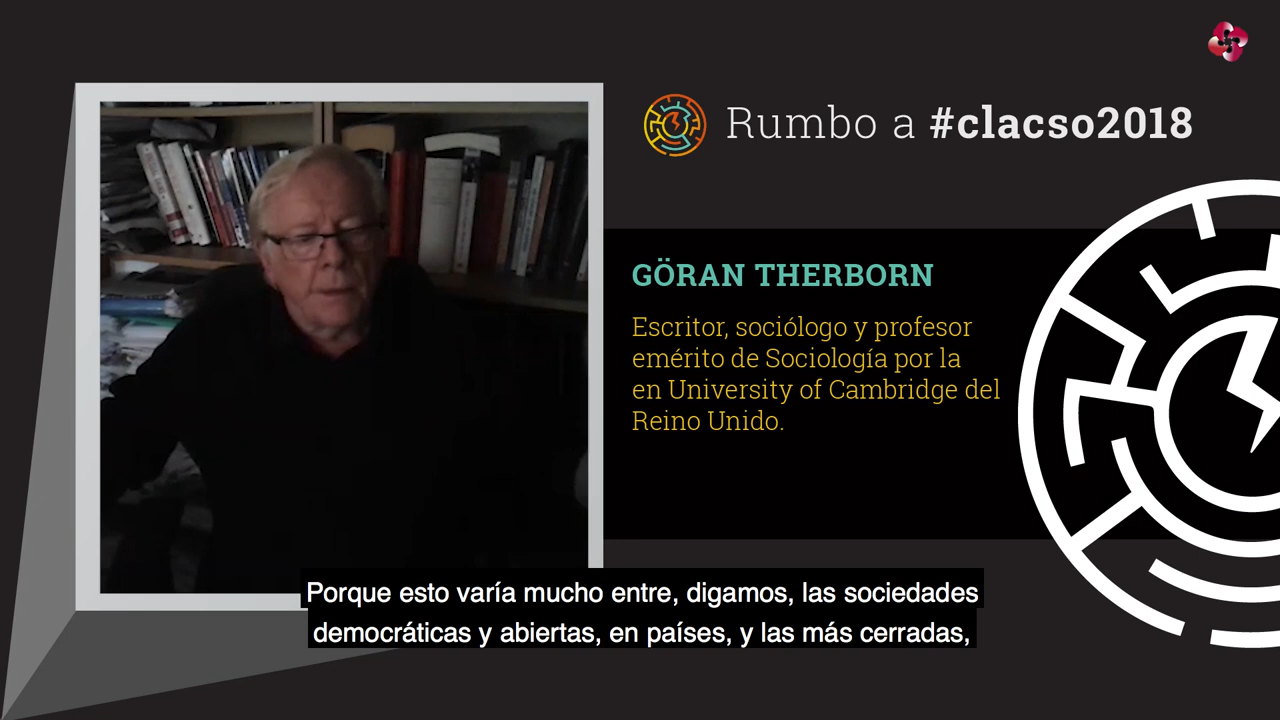 Rumbo a #clacso2018
GÖRAN THERBORN
Escritor, sociólogo y profesor
emérito de Sociología por la
en University of Cambridge del
Reino Unido.
Porque esto varía mucho entre, digamos, las sociedades
democráticas y abiertas, en países, y las más cerradas,